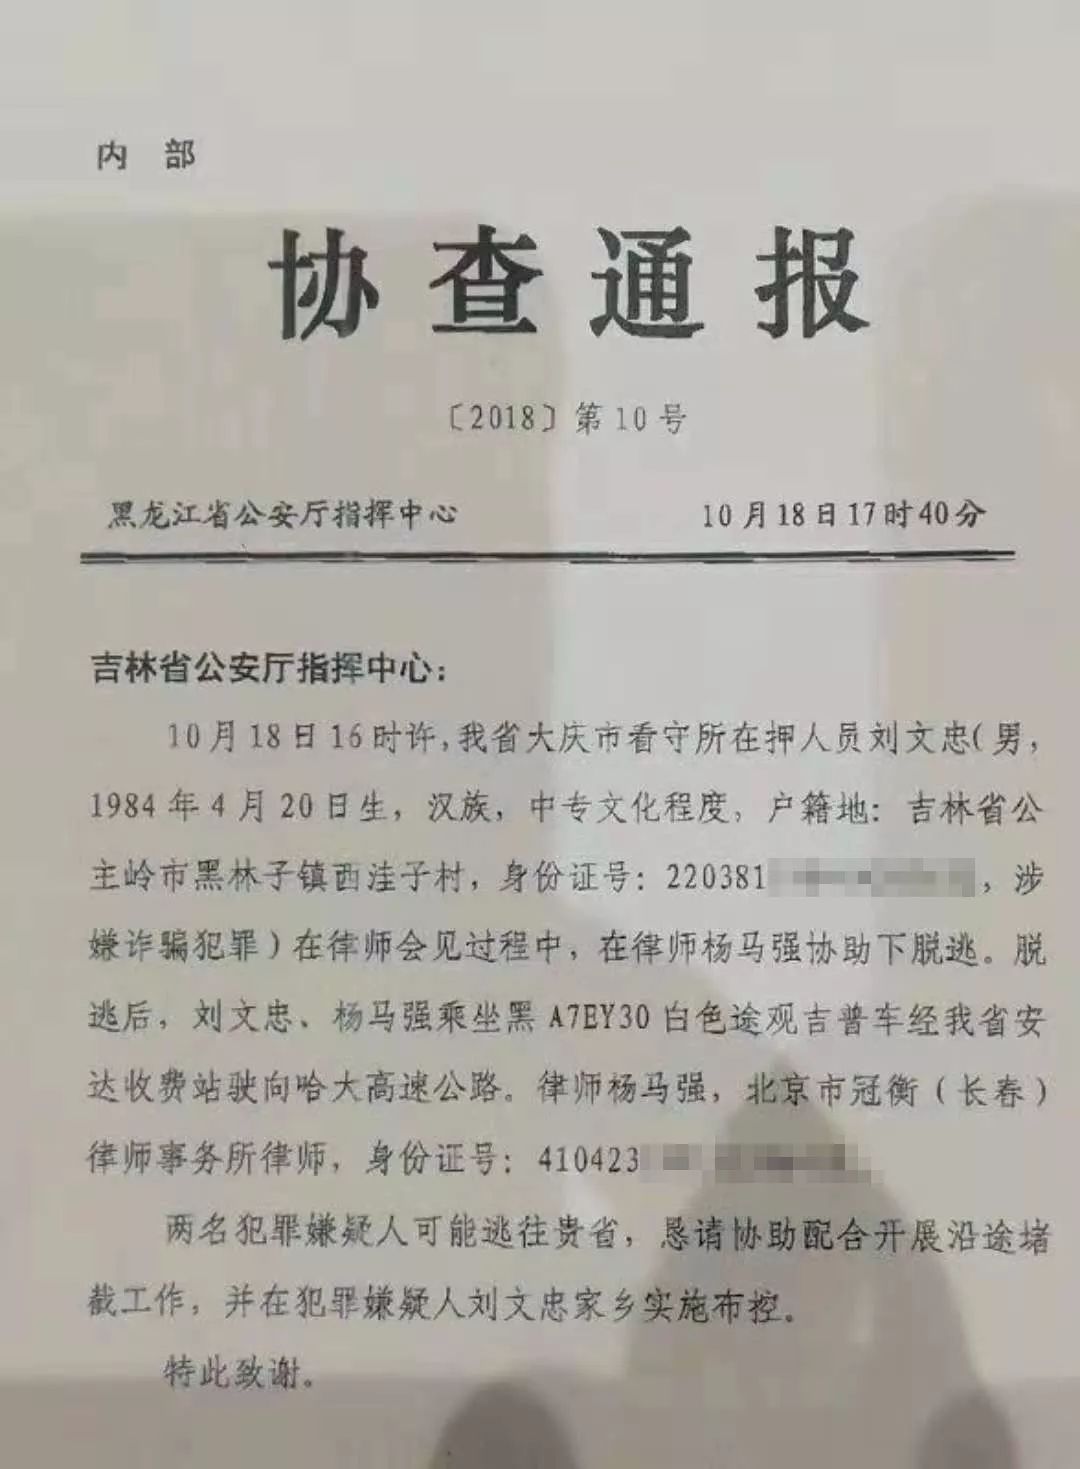 内 部
协查通报
〔2018〕第 10 号
黑龙江省公安厅指挥中心 10月18日17时40分
吉林省公安厅指挥中心：
10月18日16时许,我省大庆市看守所在押人员刘文忠(男，
1984年4月20日生，汉族，中专文化程度，户籍地：吉林省公
主岭市黑林子镇西洼子村，身份证号：220381，涉
嫌诈骗犯罪)在律师会见过程中，在律师杨马强协助下脱逃。脱
逃后，刘文忠、杨马强乘坐黑A7EY30白色途观吉普车经我省安
达收费站驶向哈大高速公路。律师杨马强，北京市冠衡（长春）
律师事务所律师，身份证号：410423
两名犯罪嫌疑人可能逃往贵省，恳请协助配合开展沿途堵
截工作，并在犯罪嫌疑人刘文忠家乡实施布控。
特此致谢。